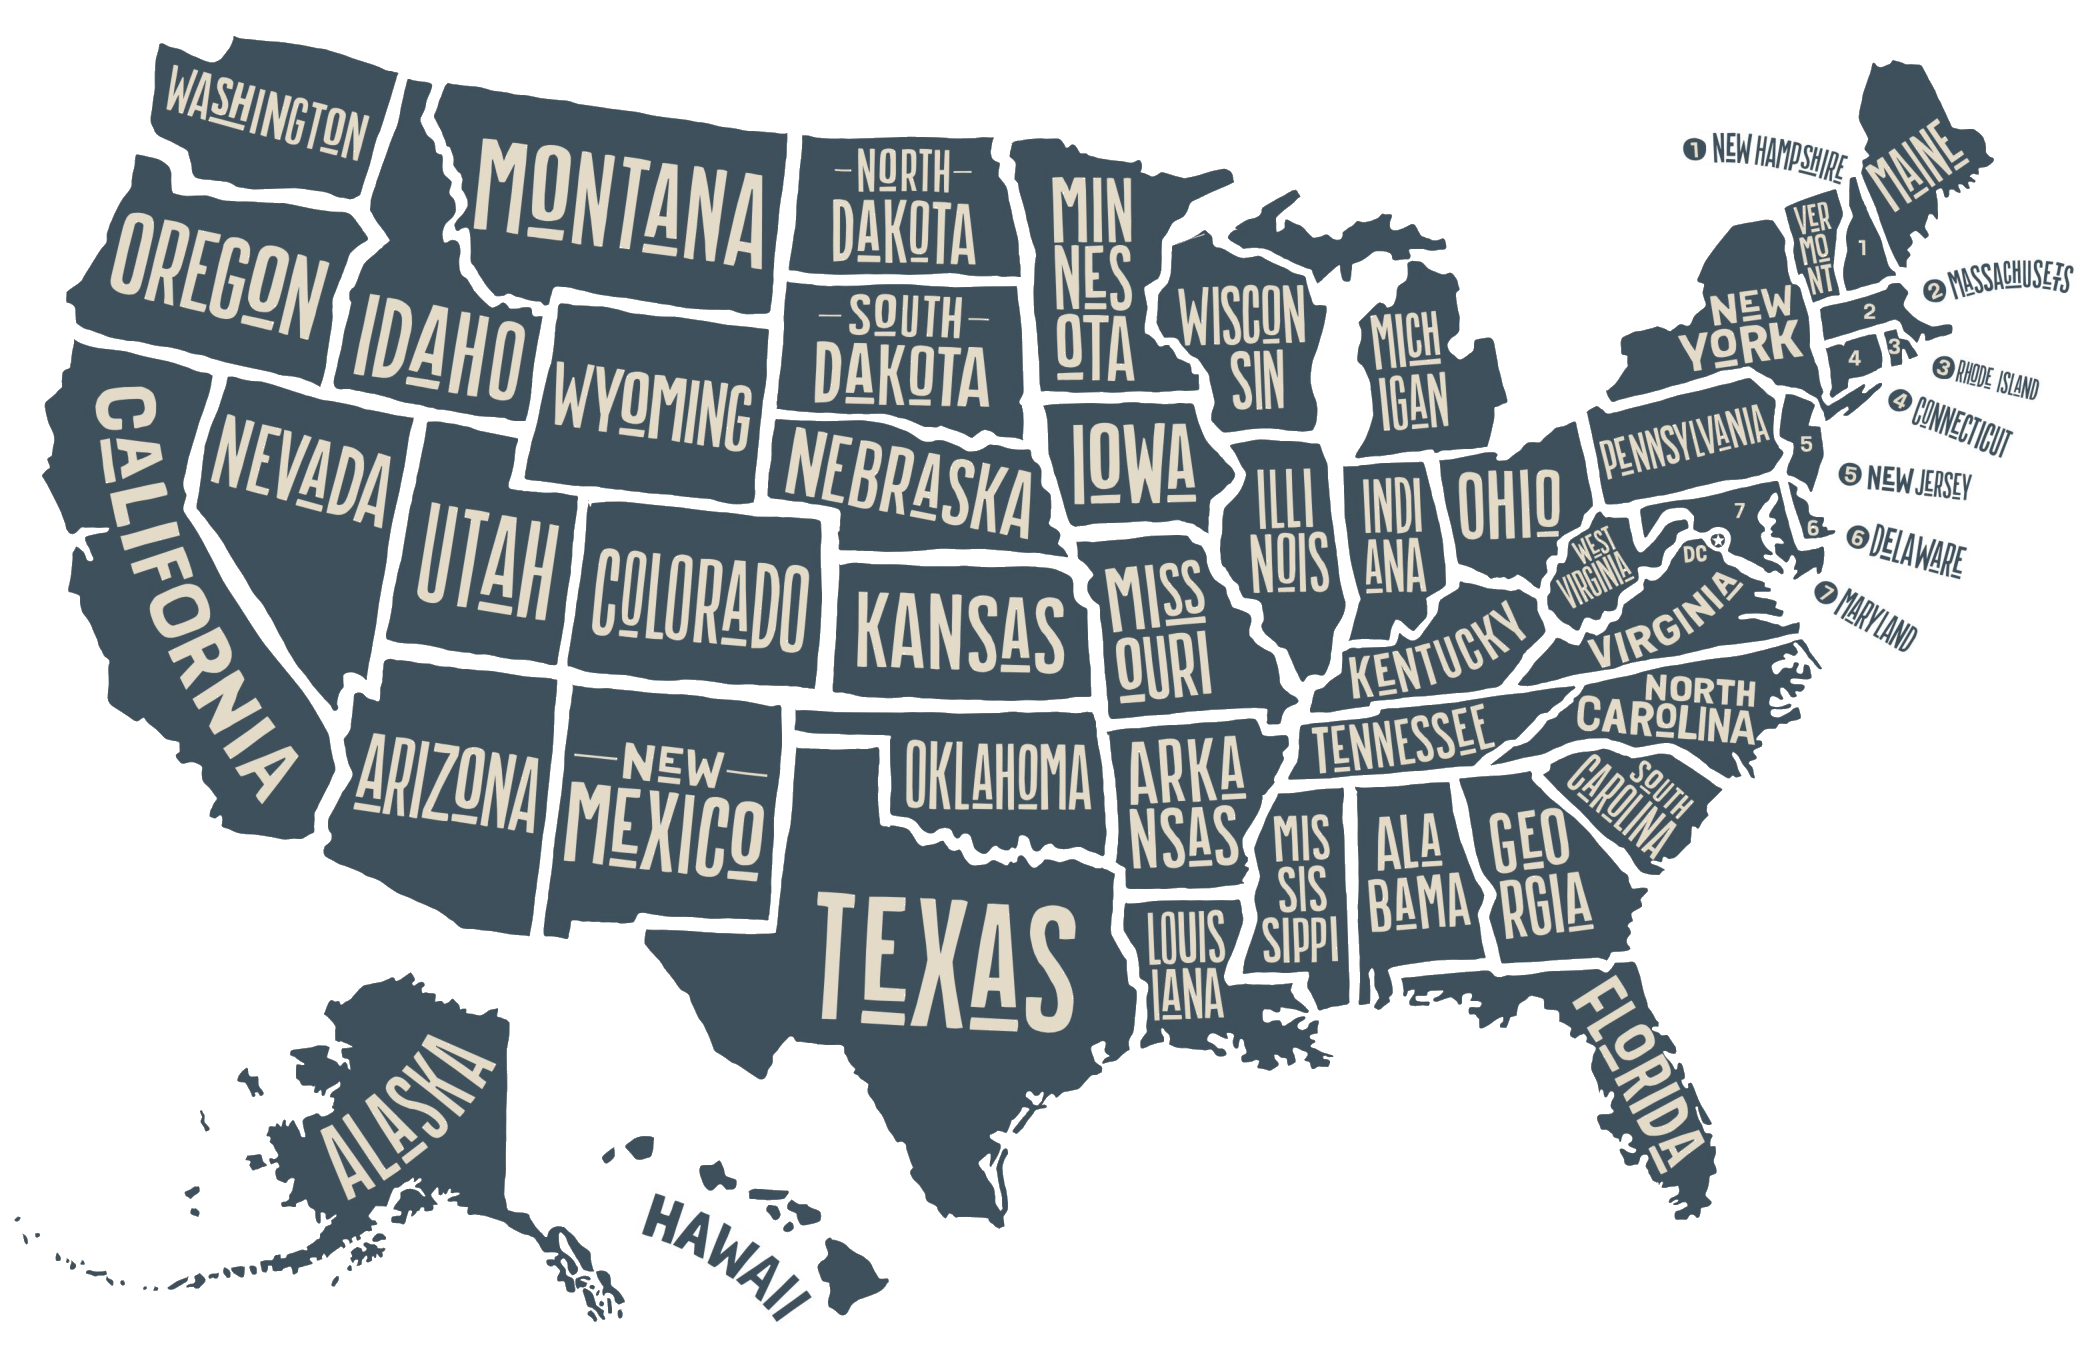 WASHINGTON
OREGON
CALIFORNIA
IDAHO
NEVADA
MONTANA
WYOMING
UTAH
ARIZONA
COLORADO
NEW
MEXICO
NORTH
DAKOTA
SOUTH
DAKOTA
NEBRASKA
KANSAS
OKLAHOMA
TEXAS
MIN
NES
OTA
IOWA
MISS
OURI
ARKA
NSAS
LOUIS
IANA
WISCON
SIN
ILLI
NOIS
MICH
IGAN
INDI
ANA
OHIO
KENTUCKY
TENNESSEE
MIS
SIS
SIPPI
ALA
BAMA
GEO
RGIA
FLORIDA
SOUTH
CAROLINA
NORTH
CAROLINA
VIRGINIA
WEST
VIRGINIA
DC
PENNSYLVANIA
NEW
YORK
VER
MO
NT
MAINE
1
2
3
4
5
6
7
1 NEW HAMPSHIRE
2 MASSACHUSETS
3 RHODE ISLAND
4 CONNECTICUT
5 NEW JERSEY
6 DELAWARE
7 MARYLAND
ALASKA
HAWAII